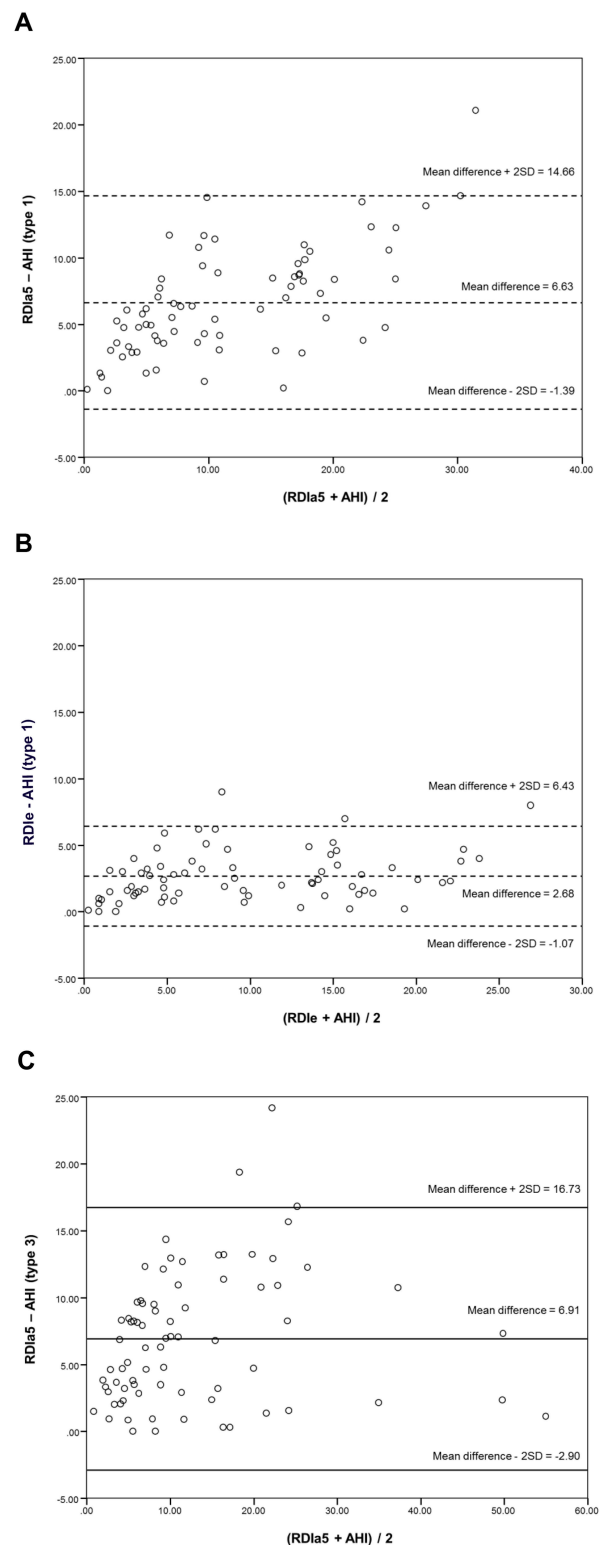 A
25.00
20.00
Mean difference + 2SD = 14.66
15.00
10.00
Mean difference = 6.63
5.00
Mean difference - 2SD = -1.39
.00
-5.00
.00 10.00 20.00 30.00 40.00
RDIa5 – AHI (type 1)
(RDIa5 + AHI) / 2
B
25.00
20.00
15.00
10.00
Mean difference + 2SD = 6.43
5.00
Mean difference = 2.68
.00
Mean difference - 2SD = -1.07
-5.00
.00 5.00 10.00 15.00 20.00 25.00 30.00
RDIe - AHI (type 1)
(RDIe + AHI) / 2
C
25.00
20.00
Mean difference + 2SD = 16.73
15.00
10.00
Mean difference = 6.91
5.00
.00
Mean difference - 2SD = -2.90
-5.00
.00 10.00 20.00 30.00 40.00 50.00 60.00
RDIa5 – AHI (type 3)
(RDIa5 + AHI) / 2